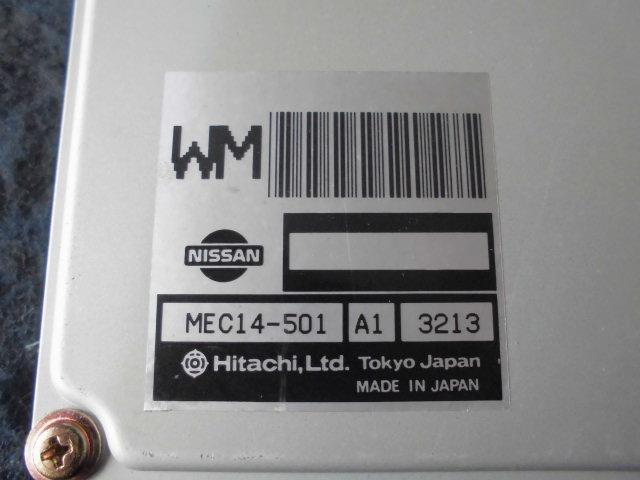 WM
NISSAN
MEC14-501 A1 3213
Hitachi,Ltd. Tokyo Japan
MADE IN JAPAN